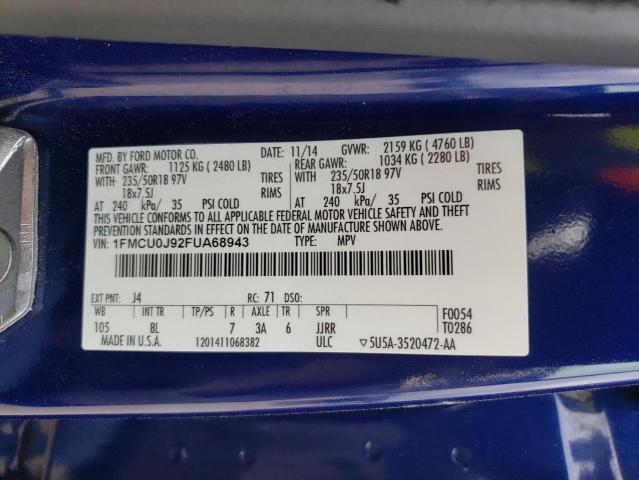 MFD. BY FORD MOTOR CO. DATE: 11/14 GVWR: 2159 KG ( 4760 LB)
FRONT GAWR: 1125 KG ( 2480 LB) REAR GAWR: 1034 KG ( 2280 LB)
WITH 235/50R18 97V TIRES WITH 235/50R18 97V TIRES
18x7.5J RIMS 18x7.5J RIMS
AT 240 kPa/ 35 PSI COLD AT 240 kPa/ 35 PSI COLD
THIS VEHICLE CONFORMS TO ALL APPLICABLE FEDERAL MOTOR VEHICLE SAFETY AND THEFT PREVENTION
STANDARDS IN EFFECT ON THE DATE OF MANUFACTURE SHOWN ABOVE.
VIN: 1FMCU0J92FUA68943 TYPE: MPV
EXT PNT: J4 RC: 71 DSO:
WB INT TR TP/PS R AXLE TR SPR F0054
105 8L 7 3A 6 JJRR T0286
MADE IN U.S.A. 1201411068382 ULC ▽5U5A-3520472-AA